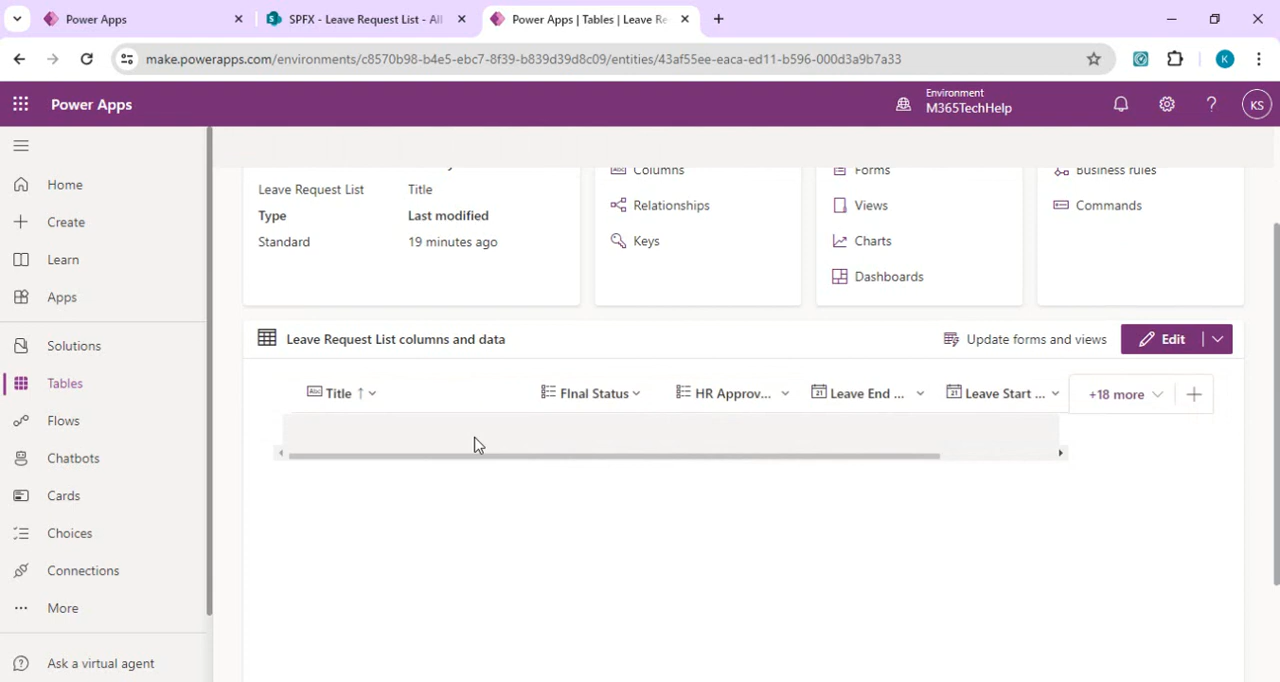 Power Apps
SPFX - Leave Request List - All
Power Apps | Tables | Leave Re
make.powerapps.com/environments/c8570b98-b4e5-ebc7-8f39-b839d39d8c09/entities/43af55ee-eaca-ed11-b596-000d3a9b7a33
K
Power Apps
Environment
M365TechHelp
?
KS
Home
Create
Learn
Apps
Solutions
Tables
Flows
Chatbots
Cards
Choices
Connections
More
Ask a virtual agent
Leave Request List
Title
Type
Last modified
Standard
19 minutes ago
Columns
Relationships
Keys
Forms
Views
Charts
Dashboards
Business rules
Commands
Leave Request List columns and data
Update forms and views
Edit
Abc Title
FInal Status
HR Approv...
21 Leave End ...
21 Leave Start ...
+18 more